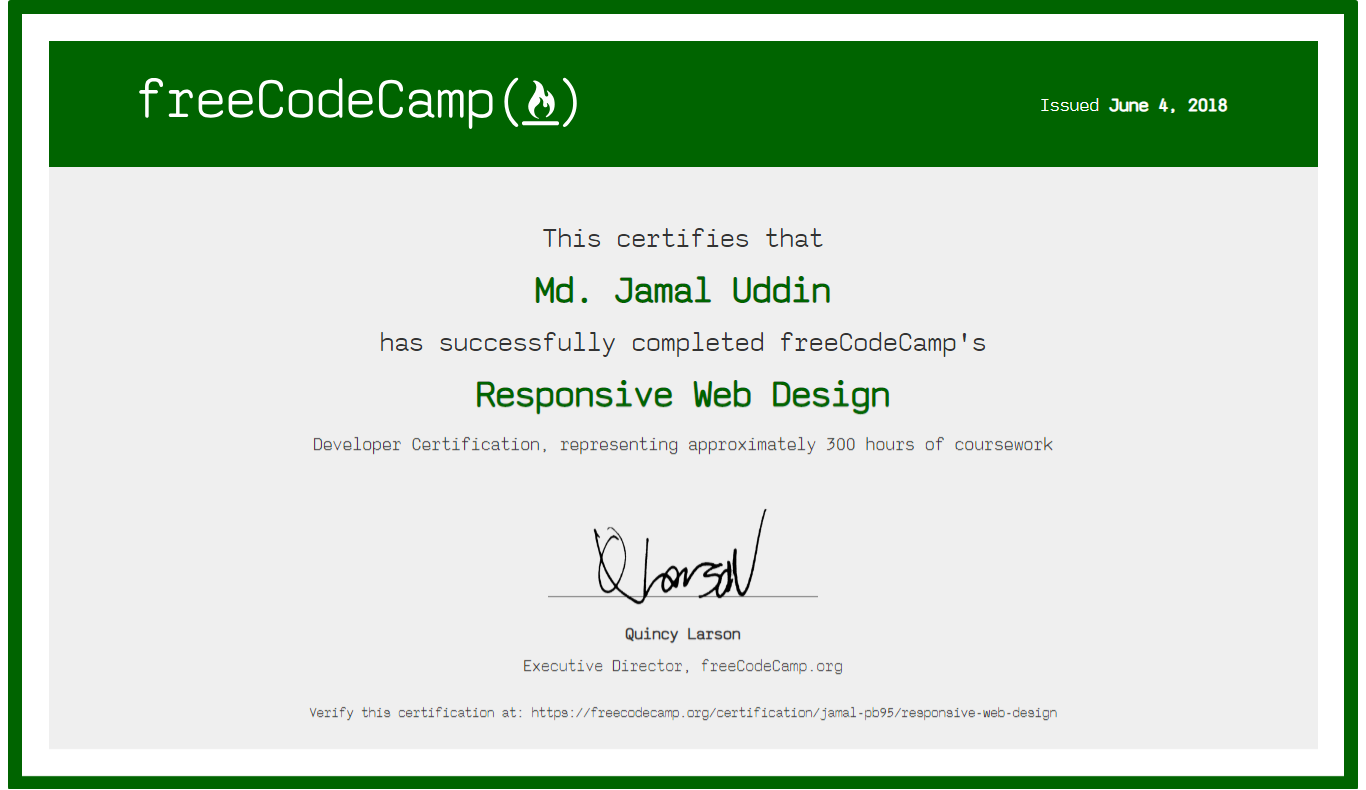 freeCodeCamp(🔥)
Issued June 4, 2018
This certifies that
Md. Jamal Uddin
has successfully completed freeCodeCamp's
Responsive Web Design
Developer Certification, representing approximately 300 hours of coursework
Q Larson
Quincy Larson
Executive Director, freeCodeCamp.org
Verify this certification at: https://freecodecamp.org/certification/jamal-pb95/responsive-web-design